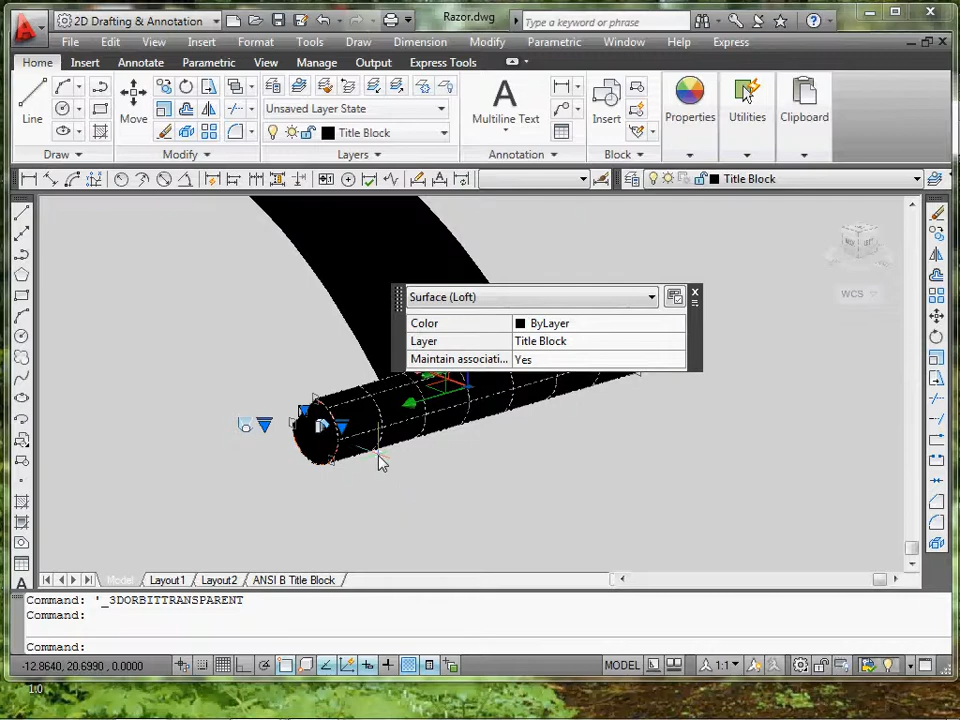 2D Drafting & Annotation
Razor.dwg
Type a keyword or phrase
File Edit View Insert Format Tools Draw Dimension Modify Parametric Window Help Express
Home Insert Annotate Parametric View Manage Output Express Tools
Line
Move
Unsaved Layer State
Title Block
Multiline Text
Insert
Properties
Utilities
Clipboard
Draw
Modify
Layers
Annotation
Block
Title Block
WCS
Surface (Loft)
Color ByLayer
Layer Title Block
Maintain associati... Yes
Model Layout1 Layout2 ANSI B Title Block
Command: '_3DORBITTRANSPARENT
Command:
Command:
-12.8640, 20.6990, 0.0000
MODEL
1:1
1.0